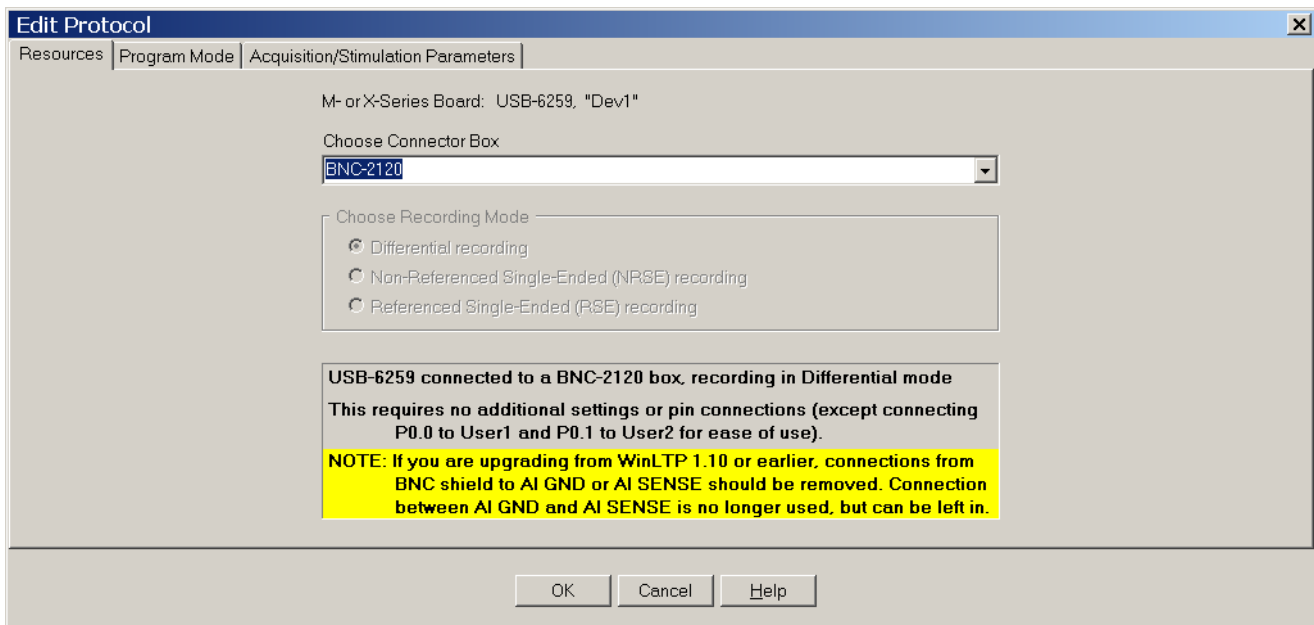 Edit Protocol
Resources Program Mode Acquisition/Stimulation Parameters
M- or X-Series Board: USB-6259, "Dev1"
Choose Connector Box
BNC-2120
Choose Recording Mode
Differential recording
Non-Referenced Single-Ended (NRSE) recording
Referenced Single-Ended (RSE) recording
USB-6259 connected to a BNC-2120 box, recording in Differential mode
This requires no additional settings or pin connections (except connecting
P0.0 to User1 and P0.1 to User2 for ease of use).
NOTE: If you are upgrading from WinLTP 1.10 or earlier, connections from
BNC shield to AI GND or AI SENSE should be removed. Connection
between AI GND and AI SENSE is no longer used, but can be left in.
OK Cancel Help